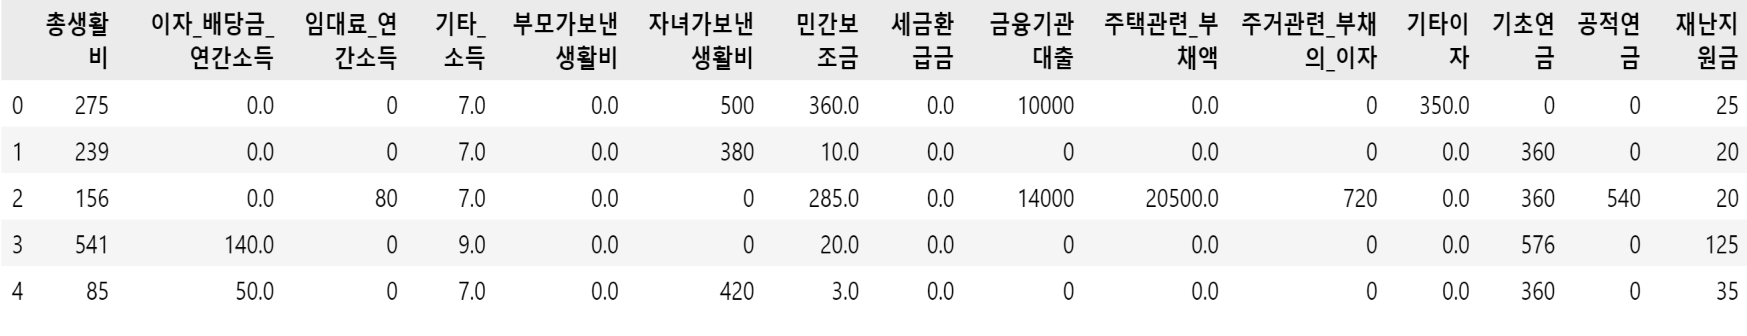 총생활비 이자_배당금_연간소득 임대료_연간소득 기타_소득 부모가보낸생활비 자녀가보낸생활비 민간보조금 세금환급금 금융기관대출 주택관련_부채액 주거관련_부채의_이자 기타이자 기초연금 공적연금 재난지원금
0 275 0.0 0 7.0 0.0 500 360.0 0.0 10000 0.0 0 350.0 0 0 25
1 239 0.0 0 7.0 0.0 380 10.0 0.0 0 0.0 0 0.0 360 0 20
2 156 0.0 80 7.0 0.0 0 285.0 0.0 14000 20500.0 720 0.0 360 540 20
3 541 140.0 0 9.0 0.0 0 20.0 0.0 0 0.0 0 0.0 576 0 125
4 85 50.0 0 7.0 0.0 420 3.0 0.0 0 0.0 0 0.0 360 0 35